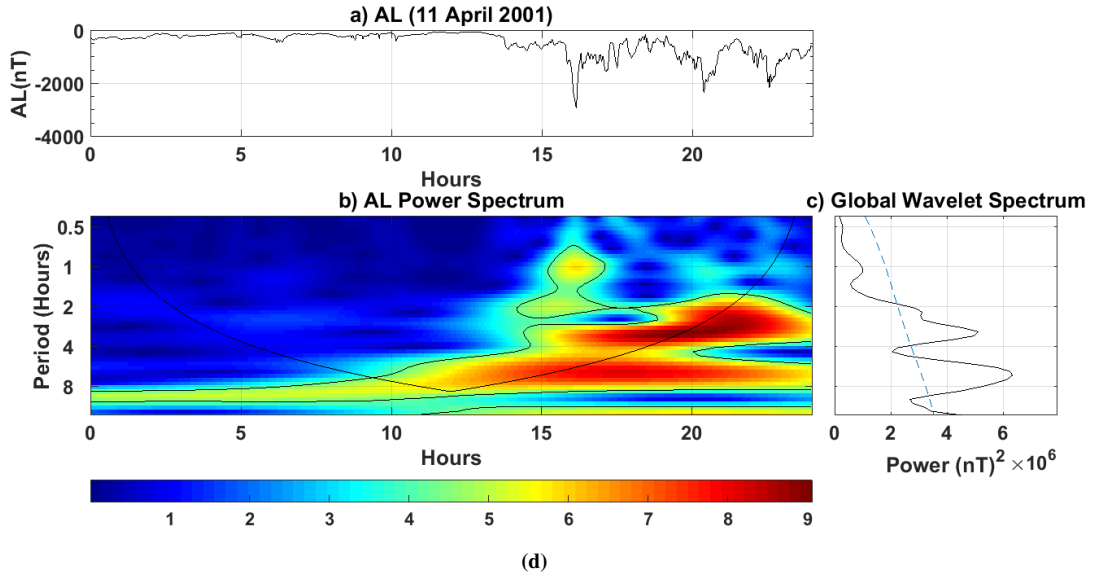 a) AL (11 April 2001)
AL(nT)
0
-2000
-4000
0 5 10 15 20
Hours
b) AL Power Spectrum
Period (Hours)
0.5
1
2
4
8
0 5 10 15 20
Hours
c) Global Wavelet Spectrum
0 2 4 6
Power (nT)² ×10⁶
1 2 3 4 5 6 7 8 9
(d)